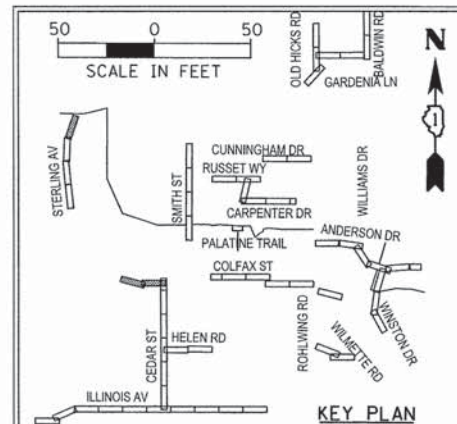 50 0 50
SCALE IN FEET
OLD HICKS RD
BALDWIN RD
GARDENIA LN
N
1
STERLING AV
SMITH ST
CUNNINGHAM DR
RUSSET WY
CARPENTER DR
WILLIAMS DR
PALATINE TRAIL
ANDERSON DR
COLFAX ST
ROHLWING RD
WINSTON DR
CEDAR ST
HELEN RD
WILMETTE RD
ILLINOIS AV
KEY PLAN